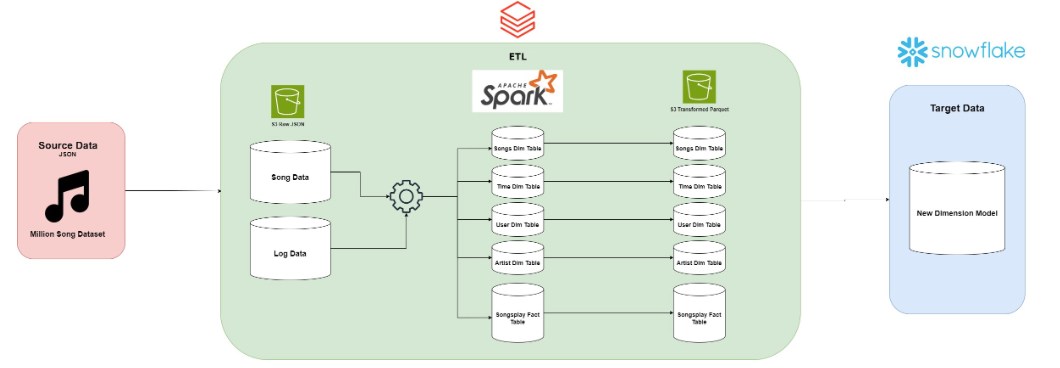 ETL
APACHE
Spark
snowflake
S3 Raw JSON
S3 Transformed Parquet
Source Data
JSON
Million Song Dataset
Song Data
Log Data
Songs Dim Table
Time Dim Table
User Dim Table
Artist Dim Table
Songsplay Fact
Table
Songs Dim Table
Time Dim Table
User Dim Table
Artist Dim Table
Songsplay Fact
Table
Target Data
New Dimension Model